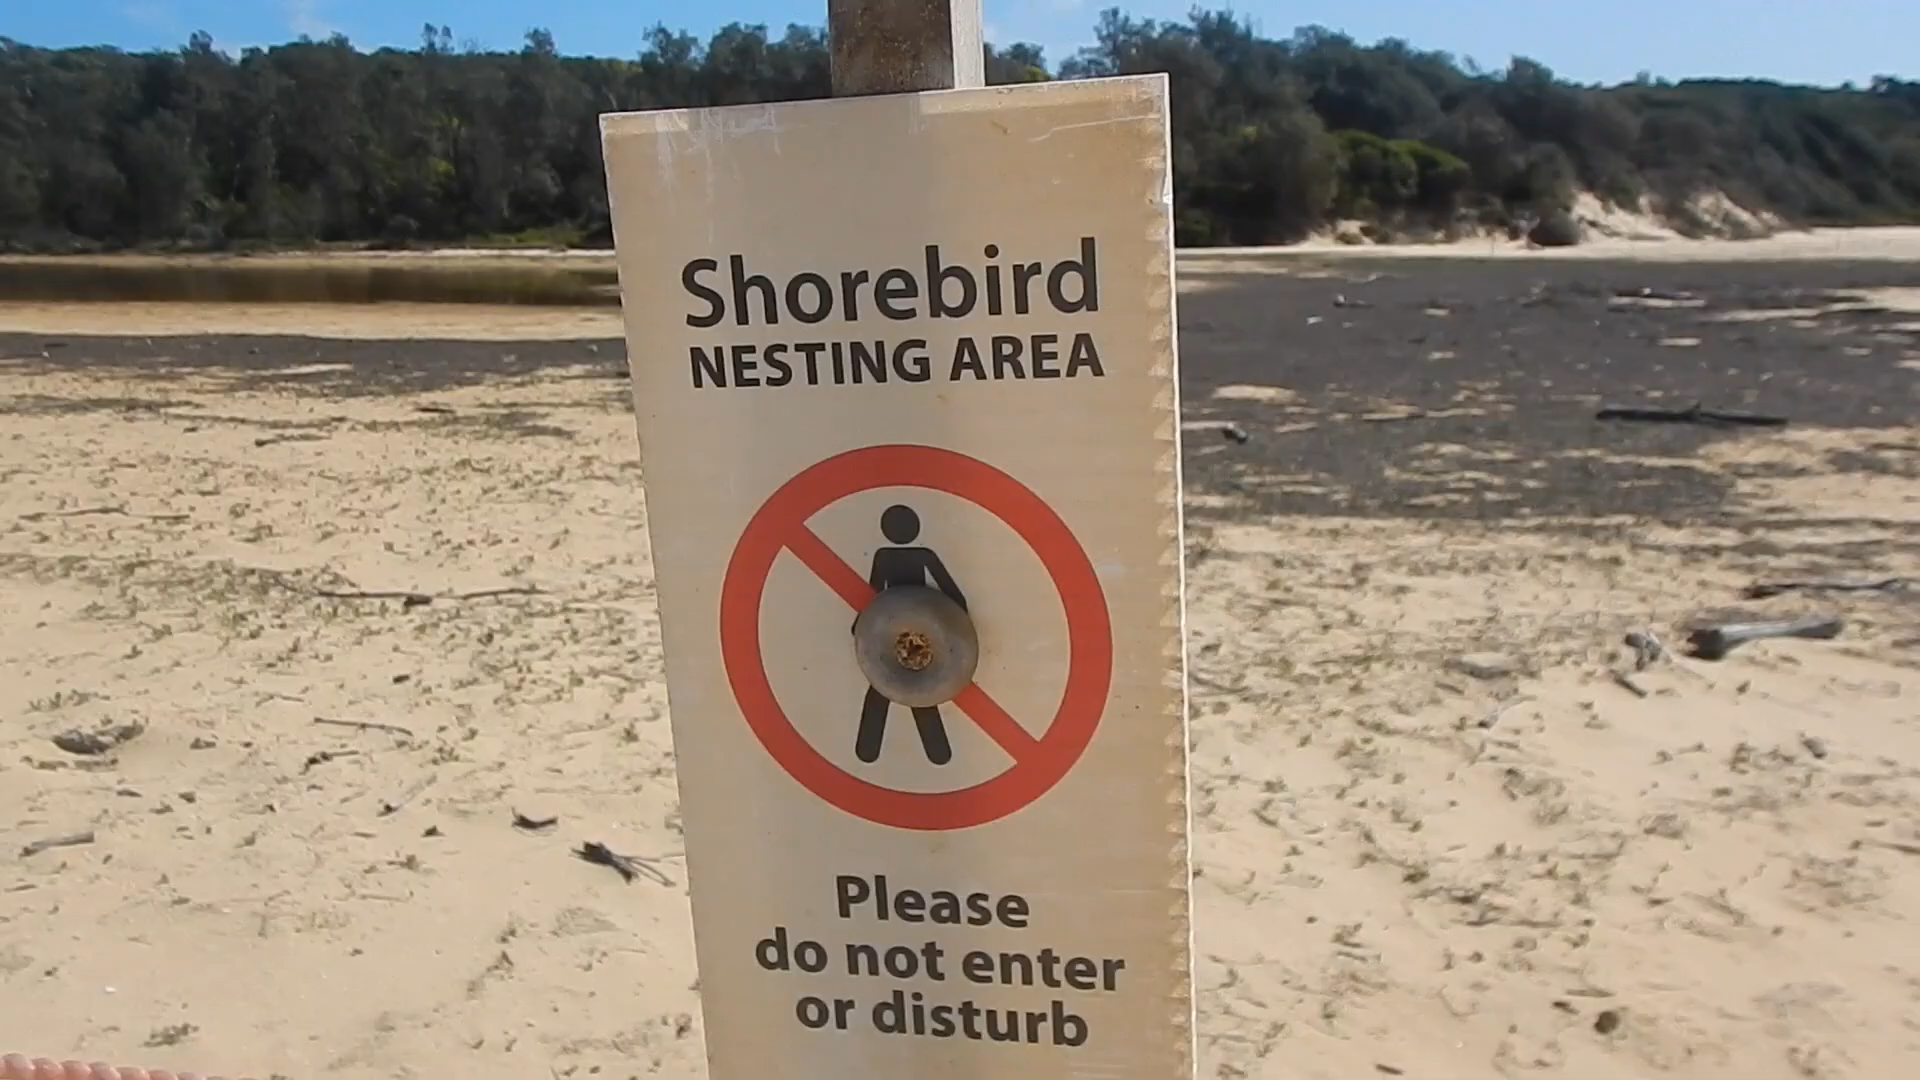 Shorebird
NESTING AREA
Please
do not enter
or disturb